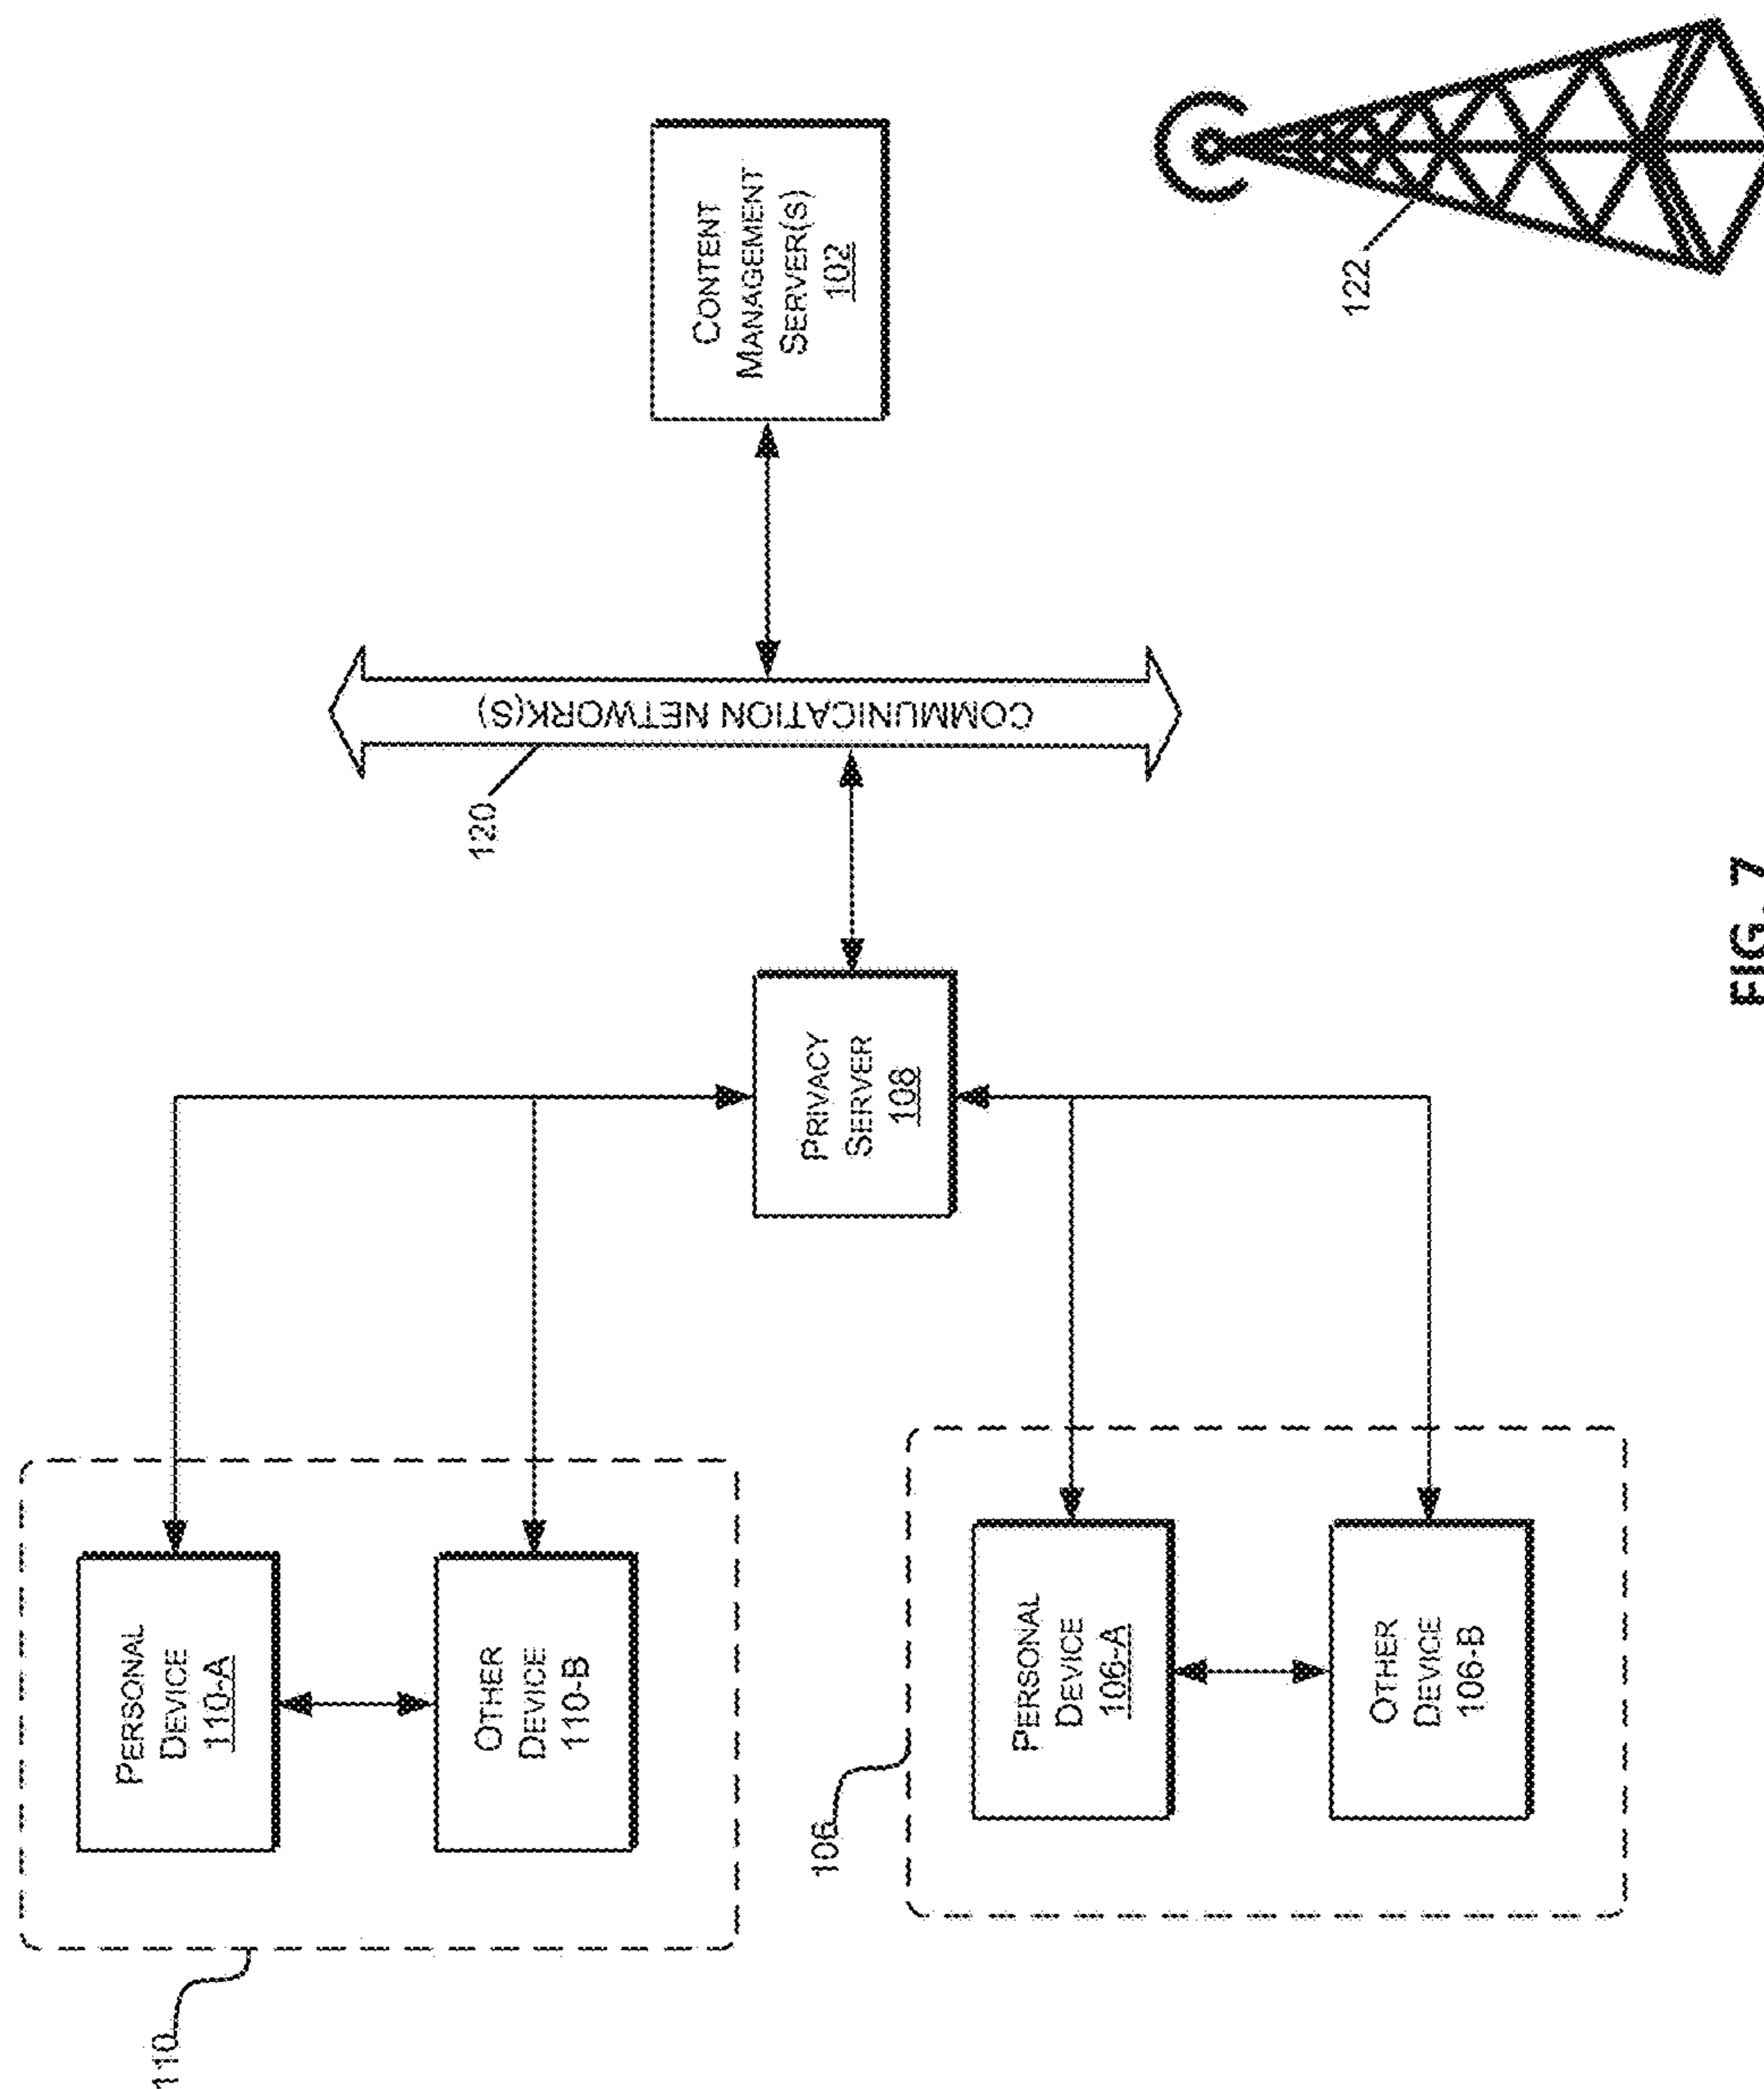 110
PERSONAL
DEVICE
110-A
OTHER
DEVICE
110-B
106
PERSONAL
DEVICE
106-A
OTHER
DEVICE
106-B
PRIVACY
SERVER
108
120
COMMUNICATION NETWORK(S)
CONTENT
MANAGEMENT
SERVER(S)
102
122
FIG. 7